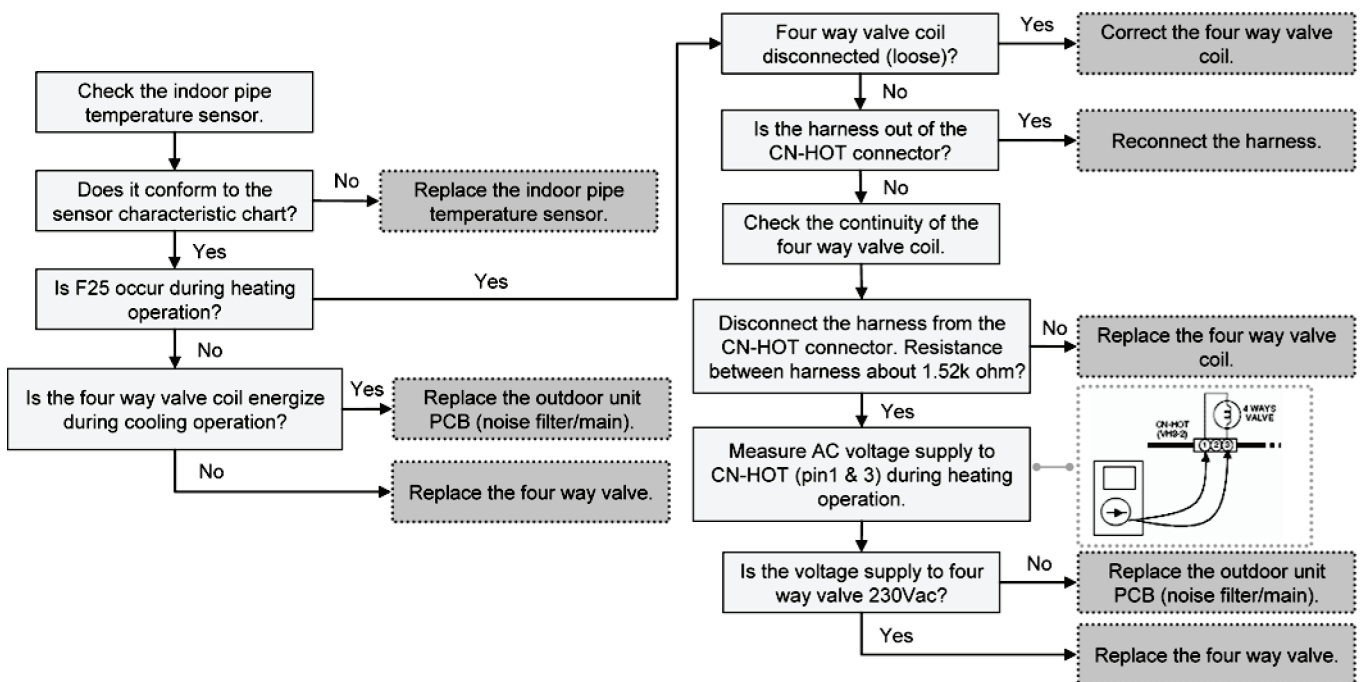 Check the indoor pipe
temperature sensor.
Does it conform to the
sensor characteristic chart?
No
Replace the indoor pipe
temperature sensor.
Yes
Is F25 occur during heating
operation?
Yes
No
Is the four way valve coil energize
during cooling operation?
Yes
Replace the outdoor unit
PCB (noise filter/main).
No
Replace the four way valve.
Four way valve coil
disconnected (loose)?
Yes
Correct the four way valve
coil.
No
Is the harness out of the
CN-HOT connector?
Yes
Reconnect the harness.
No
Check the continuity of the
four way valve coil.
Disconnect the harness from the
CN-HOT connector. Resistance
between harness about 1.52k ohm?
No
Replace the four way valve
coil.
Yes
Measure AC voltage supply to
CN-HOT (pin1 & 3) during heating
operation.
4 WAYS
VALVE
CN-HOT
(VH9-2)
1 2 3
Is the voltage supply to four
way valve 230Vac?
No
Replace the outdoor unit
PCB (noise filter/main).
Yes
Replace the four way valve.